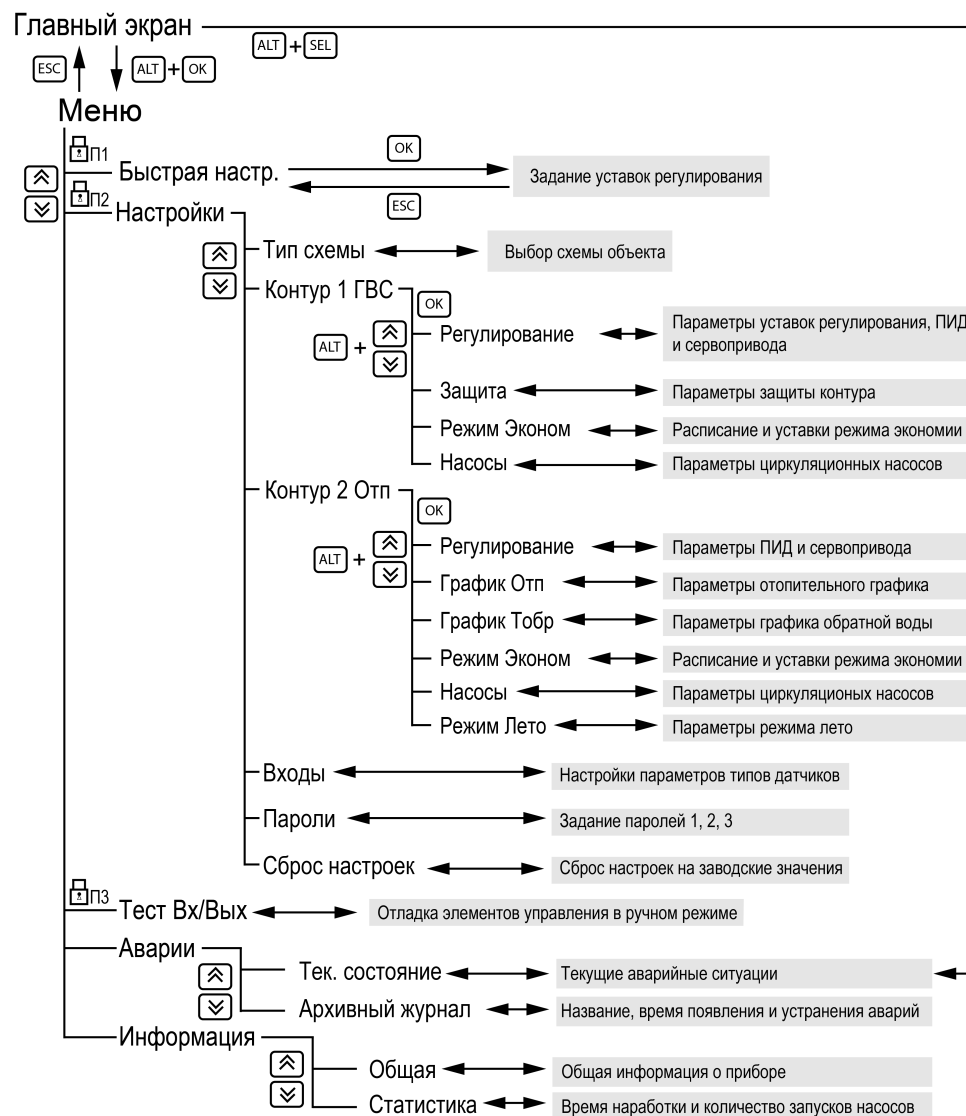 Главный экран
ALT + SEL
ESC
ALT + OK
Меню
П1
OK
Быстрая настр.
Задание уставок регулирования
П2
ESC
Настройки
Тип схемы
Выбор схемы объекта
Контур 1 ГВС
OK
ALT +
Регулирование
Параметры уставок регулирования, ПИД
и сервопривода
Защита
Параметры защиты контура
Режим Эконом
Расписание и уставки режима экономии
Насосы
Параметры циркуляционных насосов
Контур 2 Отп
OK
ALT +
Регулирование
Параметры ПИД и сервопривода
График Отп
Параметры отопительного графика
График Тобр
Параметры графика обратной воды
Режим Эконом
Расписание и уставки режима экономии
Насосы
Параметры циркуляционых насосов
Режим Лето
Параметры режима лето
Входы
Настройки параметров типов датчиков
Пароли
Задание паролей 1, 2, 3
Сброс настроек
Сброс настроек на заводские значения
П3
Тест Вх/Вых
Отладка элементов управления в ручном режиме
Аварии
Тек. состояние
Текущие аварийные ситуации
Архивный журнал
Название, время появления и устранения аварий
Информация
Общая
Общая информация о приборе
Статистика
Время наработки и количество запусков насосов